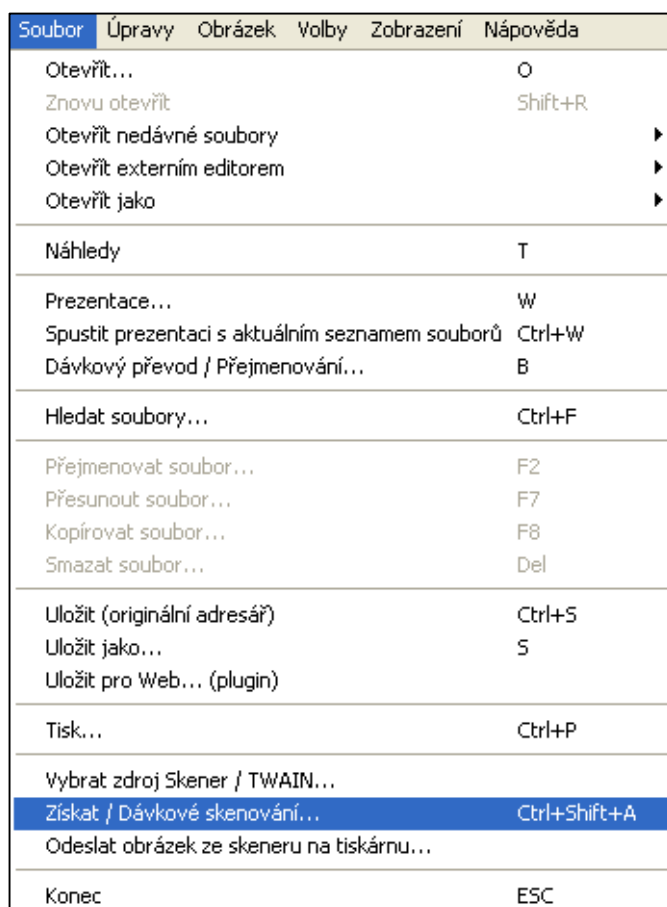 Soubor Úpravy Obrázek Volby Zobrazení Nápověda
Otevřít... O
Znovu otevřít Shift+R
Otevřít nedávné soubory
Otevřít externím editorem
Otevřít jako
Náhledy T
Prezentace... W
Spustit prezentaci s aktuálním seznamem souborů Ctrl+W
Dávkový převod / Přejmenování... B
Hledat soubory... Ctrl+F
Přejmenovat soubor... F2
Přesunout soubor... F7
Kopírovat soubor... F8
Smazat soubor... Del
Uložit (originální adresář) Ctrl+S
Uložit jako... S
Uložit pro Web... (plugin)
Tisk... Ctrl+P
Vybrat zdroj Skener / TWAIN...
Získat / Dávkové skenování... Ctrl+Shift+A
Odeslat obrázek ze skeneru na tiskárnu...
Konec ESC